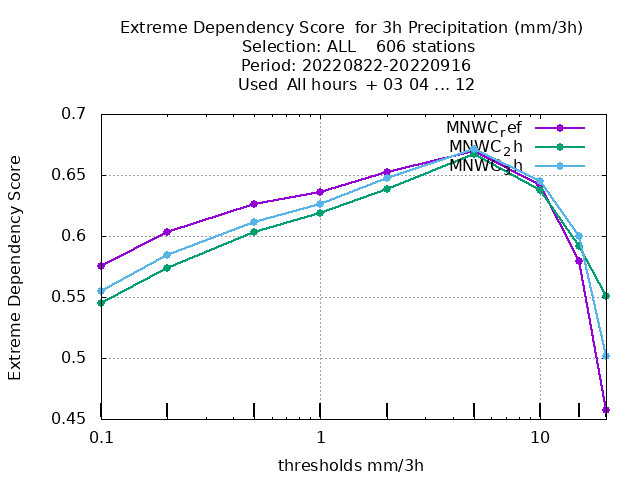 Extreme Dependency Score for 3h Precipitation (mm/3h)
Selection: ALL 606 stations
Period: 20220822-20220916
Used All hours + 03 04 ... 12
0.7
0.65
0.6
0.55
0.5
0.45
Extreme Dependency Score
MNWC_ref
MNWC_2h
MNWC h
0.1
1
10
thresholds mm/3h